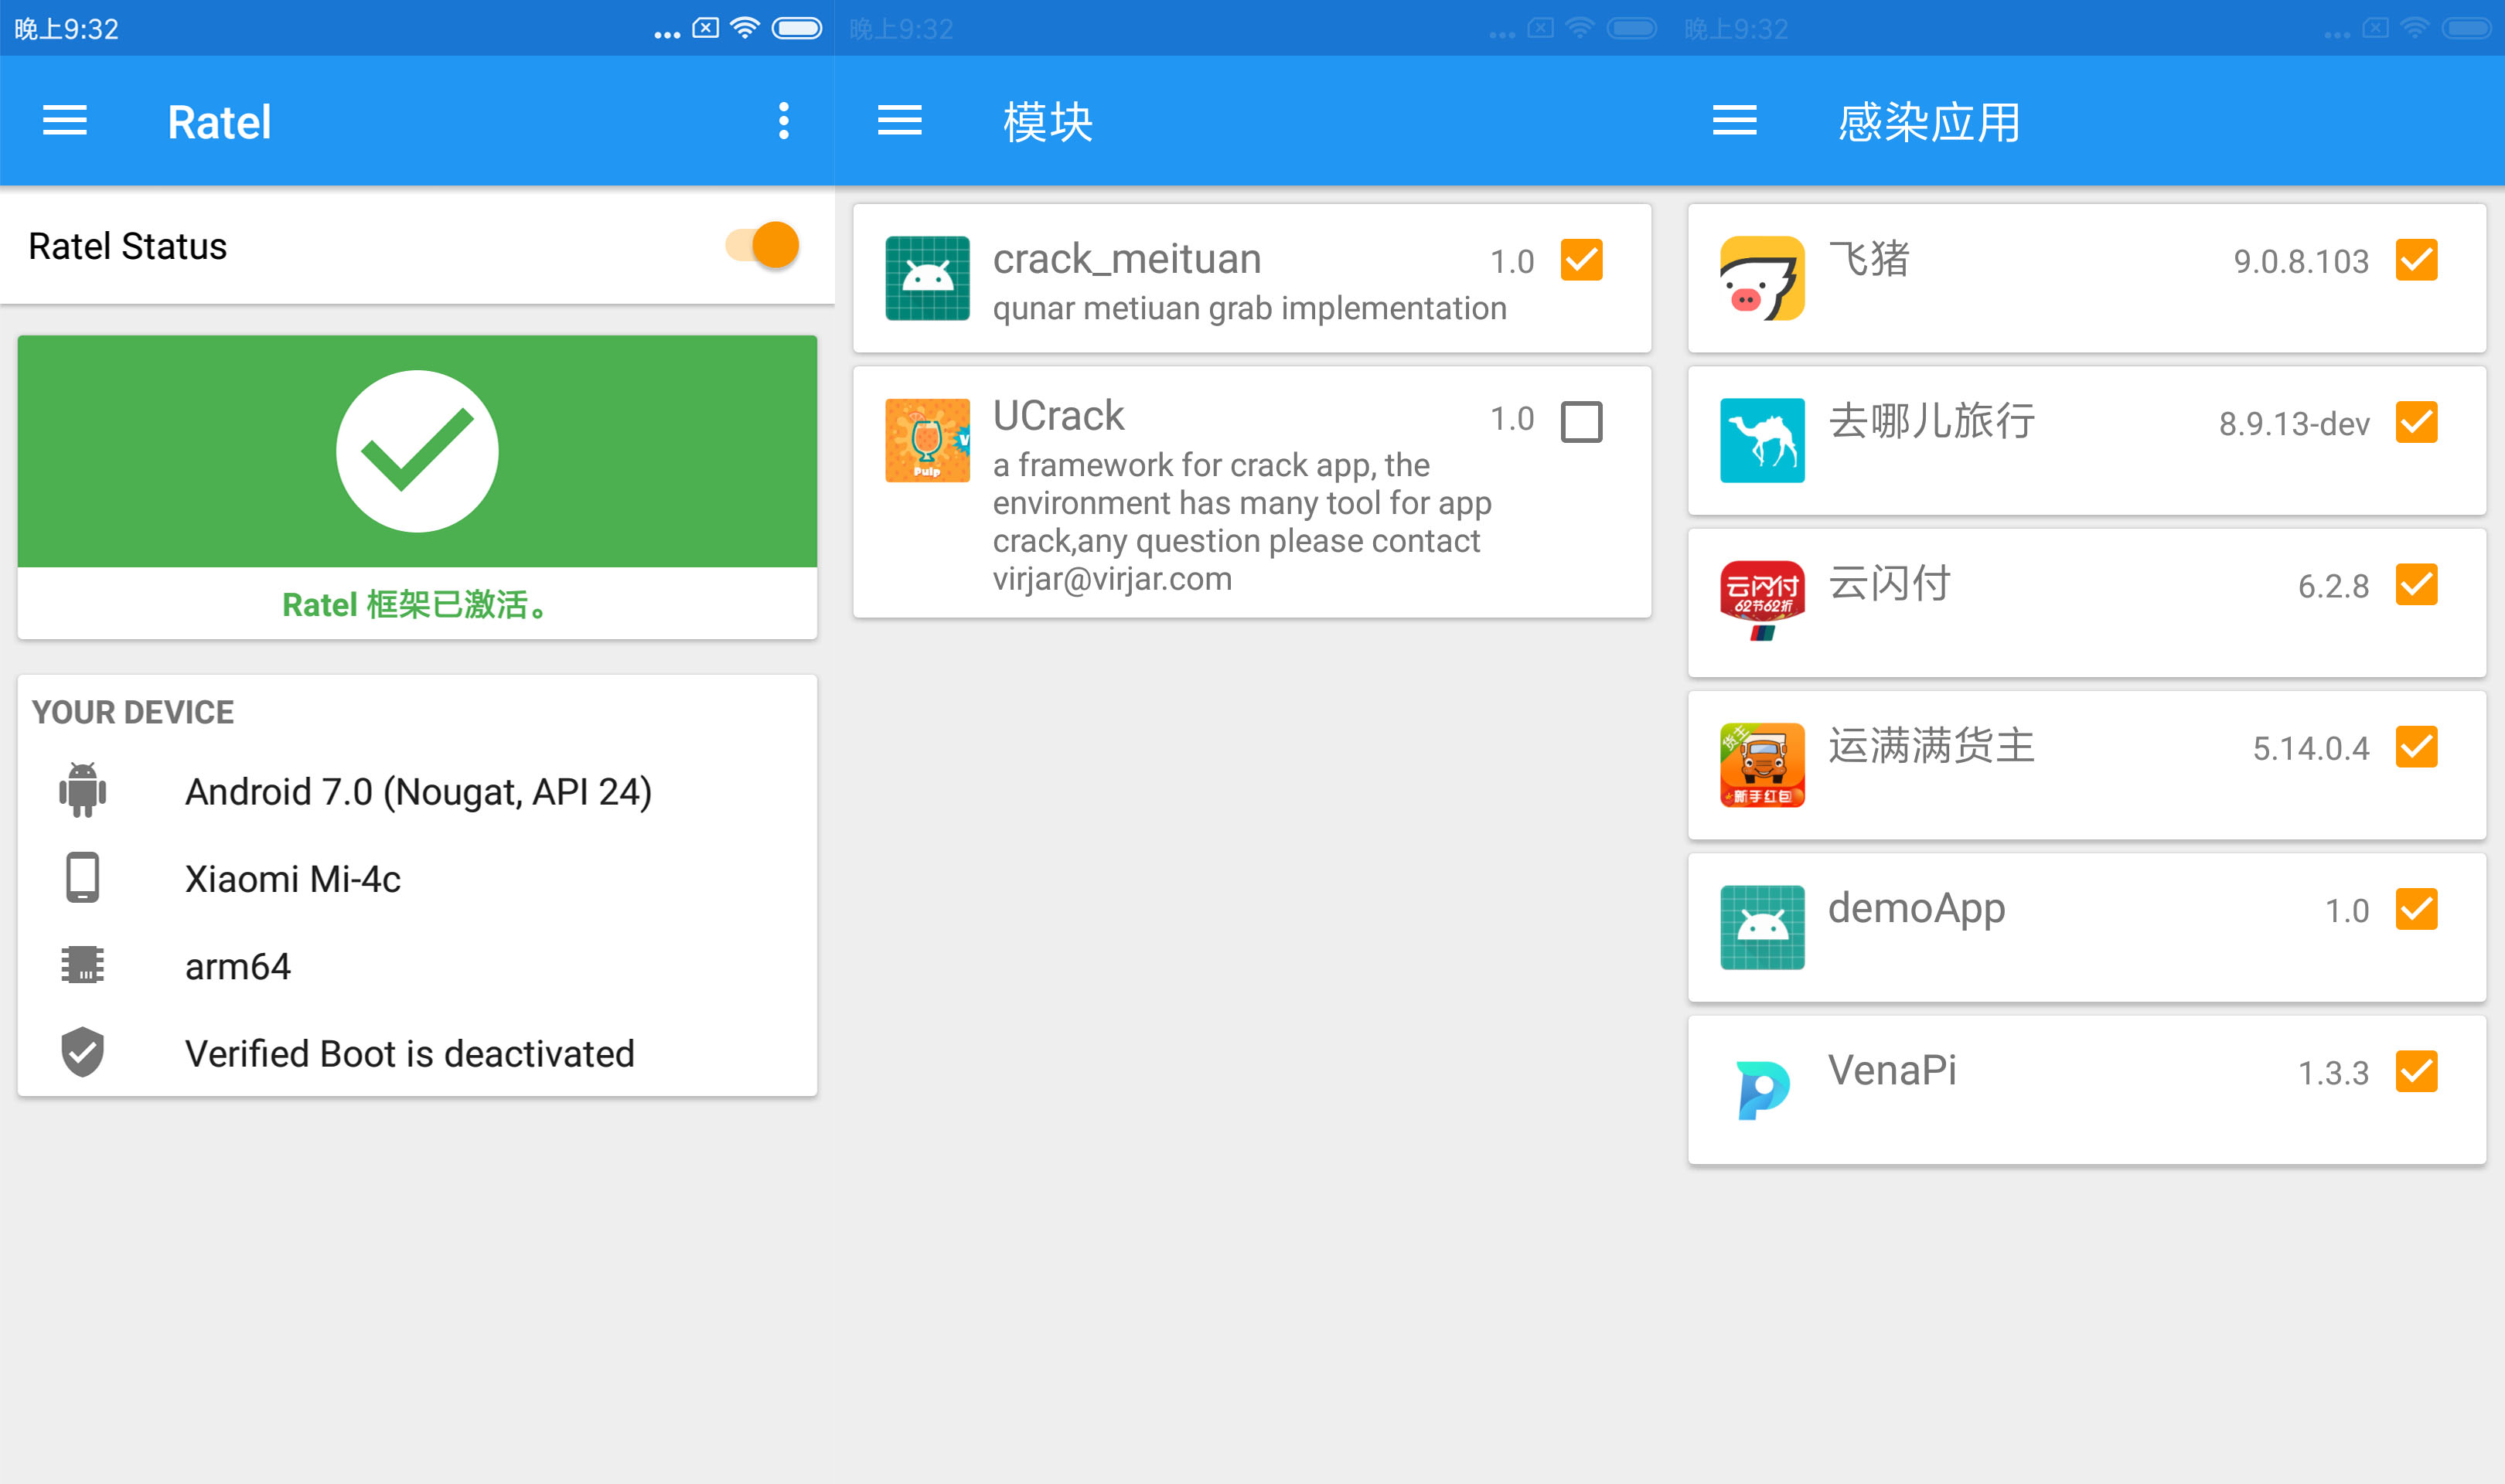 晚上9:32
Ratel
Ratel Status
Ratel 框架已激活。
YOUR DEVICE
Android 7.0 (Nougat, API 24)
Xiaomi Mi-4c
arm64
Verified Boot is deactivated
晚上9:32
模块
crack_meituan 1.0
qunar metiuan grab implementation
UCrack 1.0
a framework for crack app, the
environment has many tool for app
crack,any question please contact
virjar@virjar.com
Pulp
晚上9:32
感染应用
飞猪 9.0.8.103
去哪儿旅行 8.9.13-dev
云闪付 6.2.8
云闪付
62节62折
运满满货主 5.14.0.4
货主
新手红包
demoApp 1.0
VenaPi 1.3.3